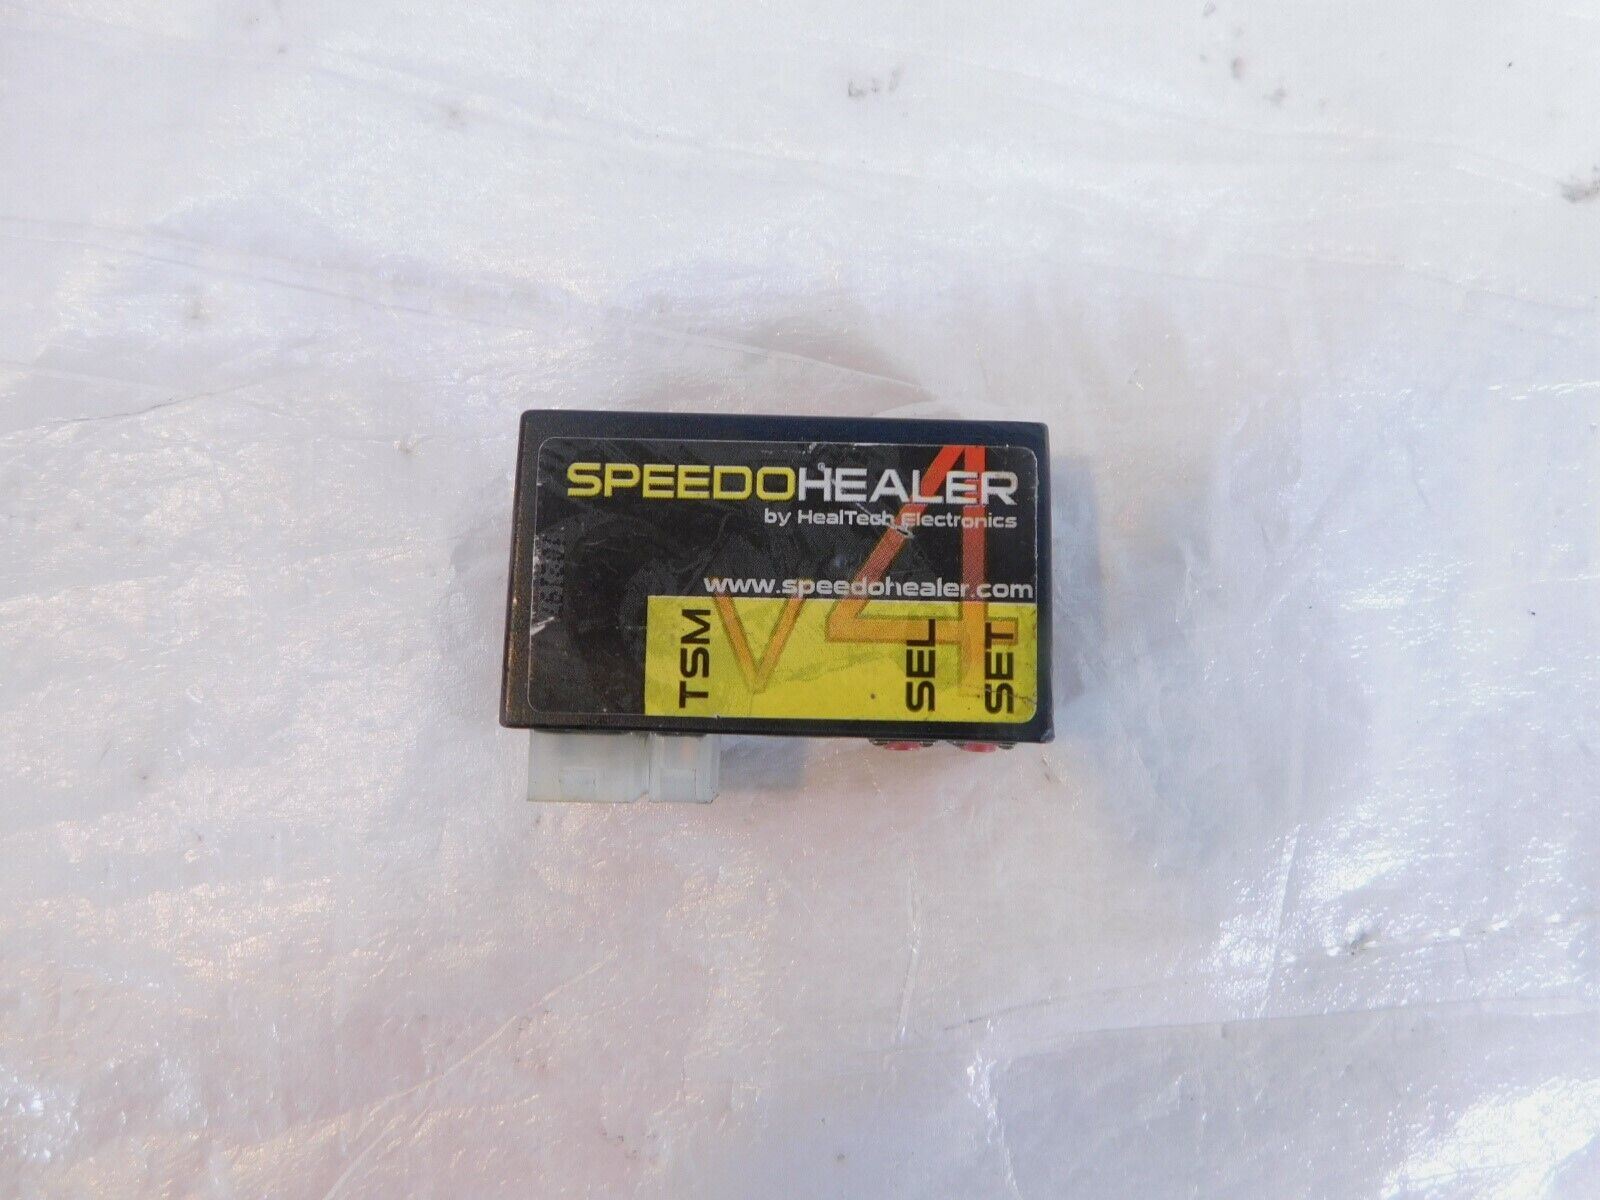 SPEEDOHEALER
by HealTech Electronics
www.speedohealer.com
v4
TSM
SEL
SET